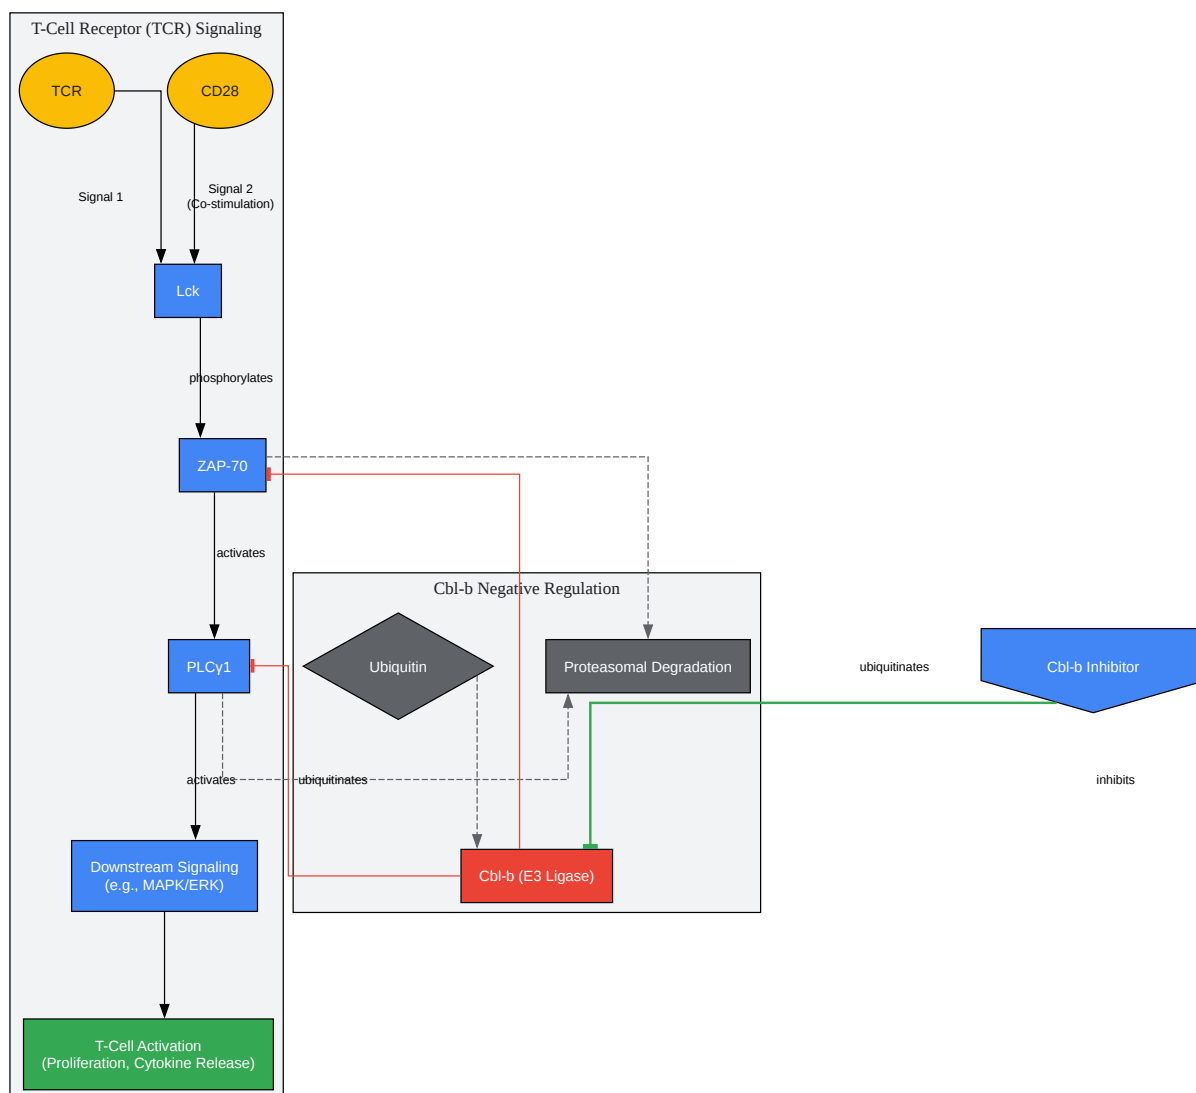 T-Cell Receptor (TCR) Signaling
TCR
CD28
Signal 1
Signal 2
(Co-stimulation)
Lck
phosphorylates
ZAP-70
activates
Cbl-b Negative Regulation
PLCγ1
Ubiquitin
Proteasomal Degradation
ubiquitinates
Cbl-b Inhibitor
activates
ubiquitinates
inhibits
Downstream Signaling
(e.g., MAPK/ERK)
Cbl-b (E3 Ligase)
T-Cell Activation
(Proliferation, Cytokine Release)